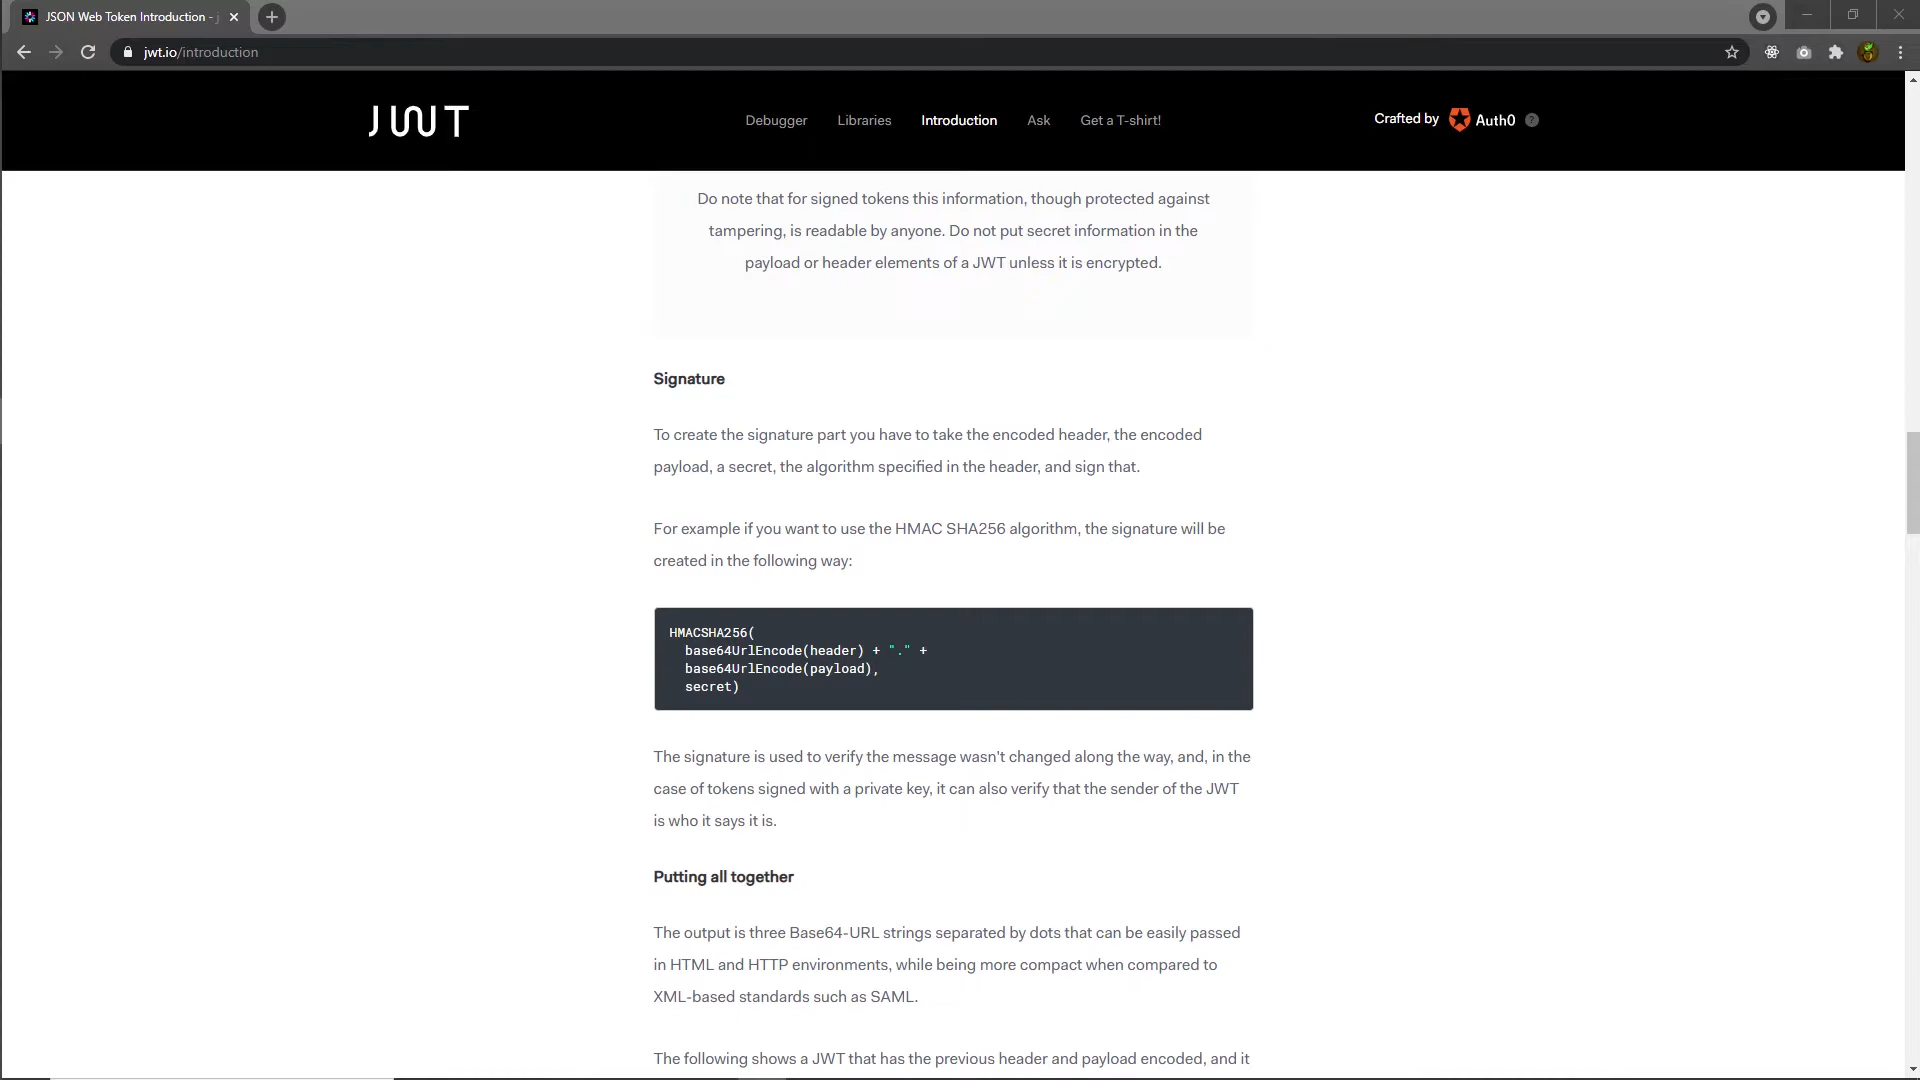 JSON Web Token Introduction - j
jwt.io/introduction
JWT
Debugger
Libraries
Introduction
Ask
Get a T-shirt!
Crafted by Auth0 ?
Do note that for signed tokens this information, though protected against
tampering, is readable by anyone. Do not put secret information in the
payload or header elements of a JWT unless it is encrypted.
Signature
To create the signature part you have to take the encoded header, the encoded
payload, a secret, the algorithm specified in the header, and sign that.
For example if you want to use the HMAC SHA256 algorithm, the signature will be
created in the following way:
HMACSHA256(
base64UrlEncode(header) + "." +
base64UrlEncode(payload),
secret)
The signature is used to verify the message wasn't changed along the way, and, in the
case of tokens signed with a private key, it can also verify that the sender of the JWT
is who it says it is.
Putting all together
The output is three Base64-URL strings separated by dots that can be easily passed
in HTML and HTTP environments, while being more compact when compared to
XML-based standards such as SAML.
The following shows a JWT that has the previous header and payload encoded, and it